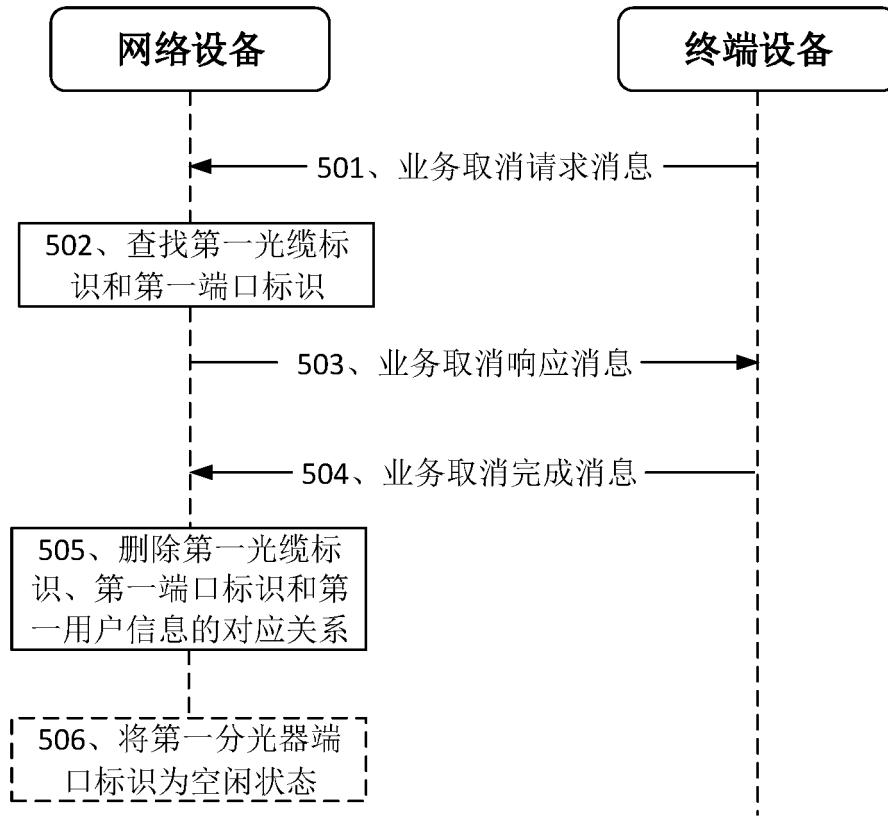 网络设备
终端设备
501、业务取消请求消息
502、查找第一光缆标
识和第一端口标识
503、业务取消响应消息
504、业务取消完成消息
505、删除第一光缆标
识、第一端口标识和第
一用户信息的对应关系
506、将第一分光器端
口标识为空闲状态